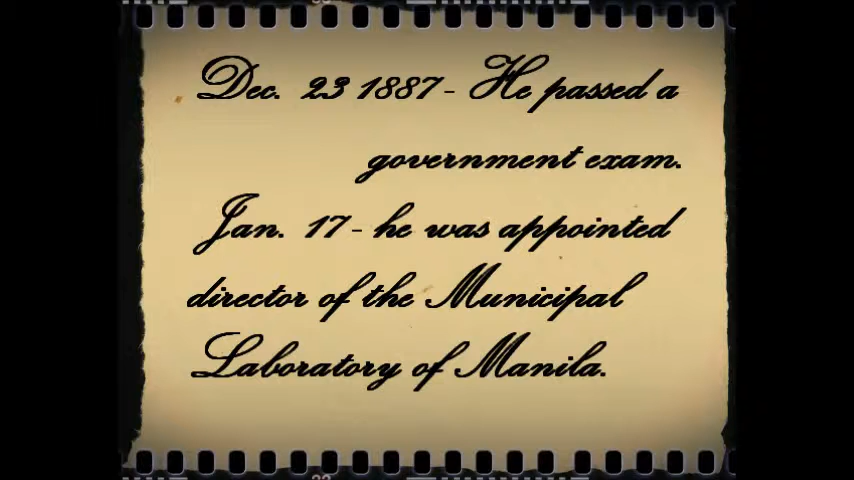 Dec. 23 1887- He passed a
government exam.
Jan. 17- he was appointed
director of the Municipal
Laboratory of Manila.